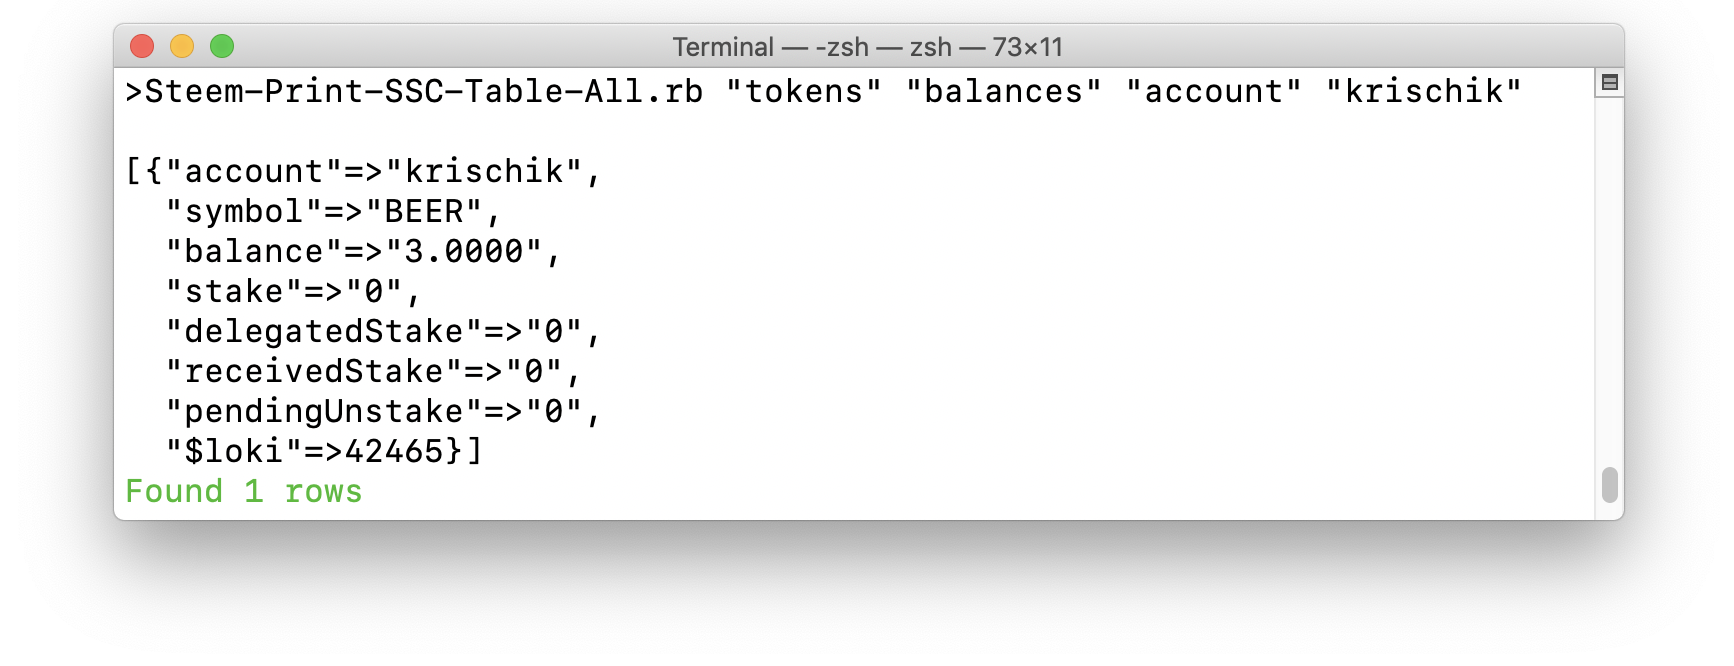 Terminal — -zsh — zsh — 73×11
>Steem-Print-SSC-Table-All.rb "tokens" "balances" "account" "krischik"
[{"account"=>"krischik",
"symbol"=>"BEER",
"balance"=>"3.0000",
"stake"=>"0",
"delegatedStake"=>"0",
"receivedStake"=>"0",
"pendingUnstake"=>"0",
"$loki"=>42465}]
Found 1 rows